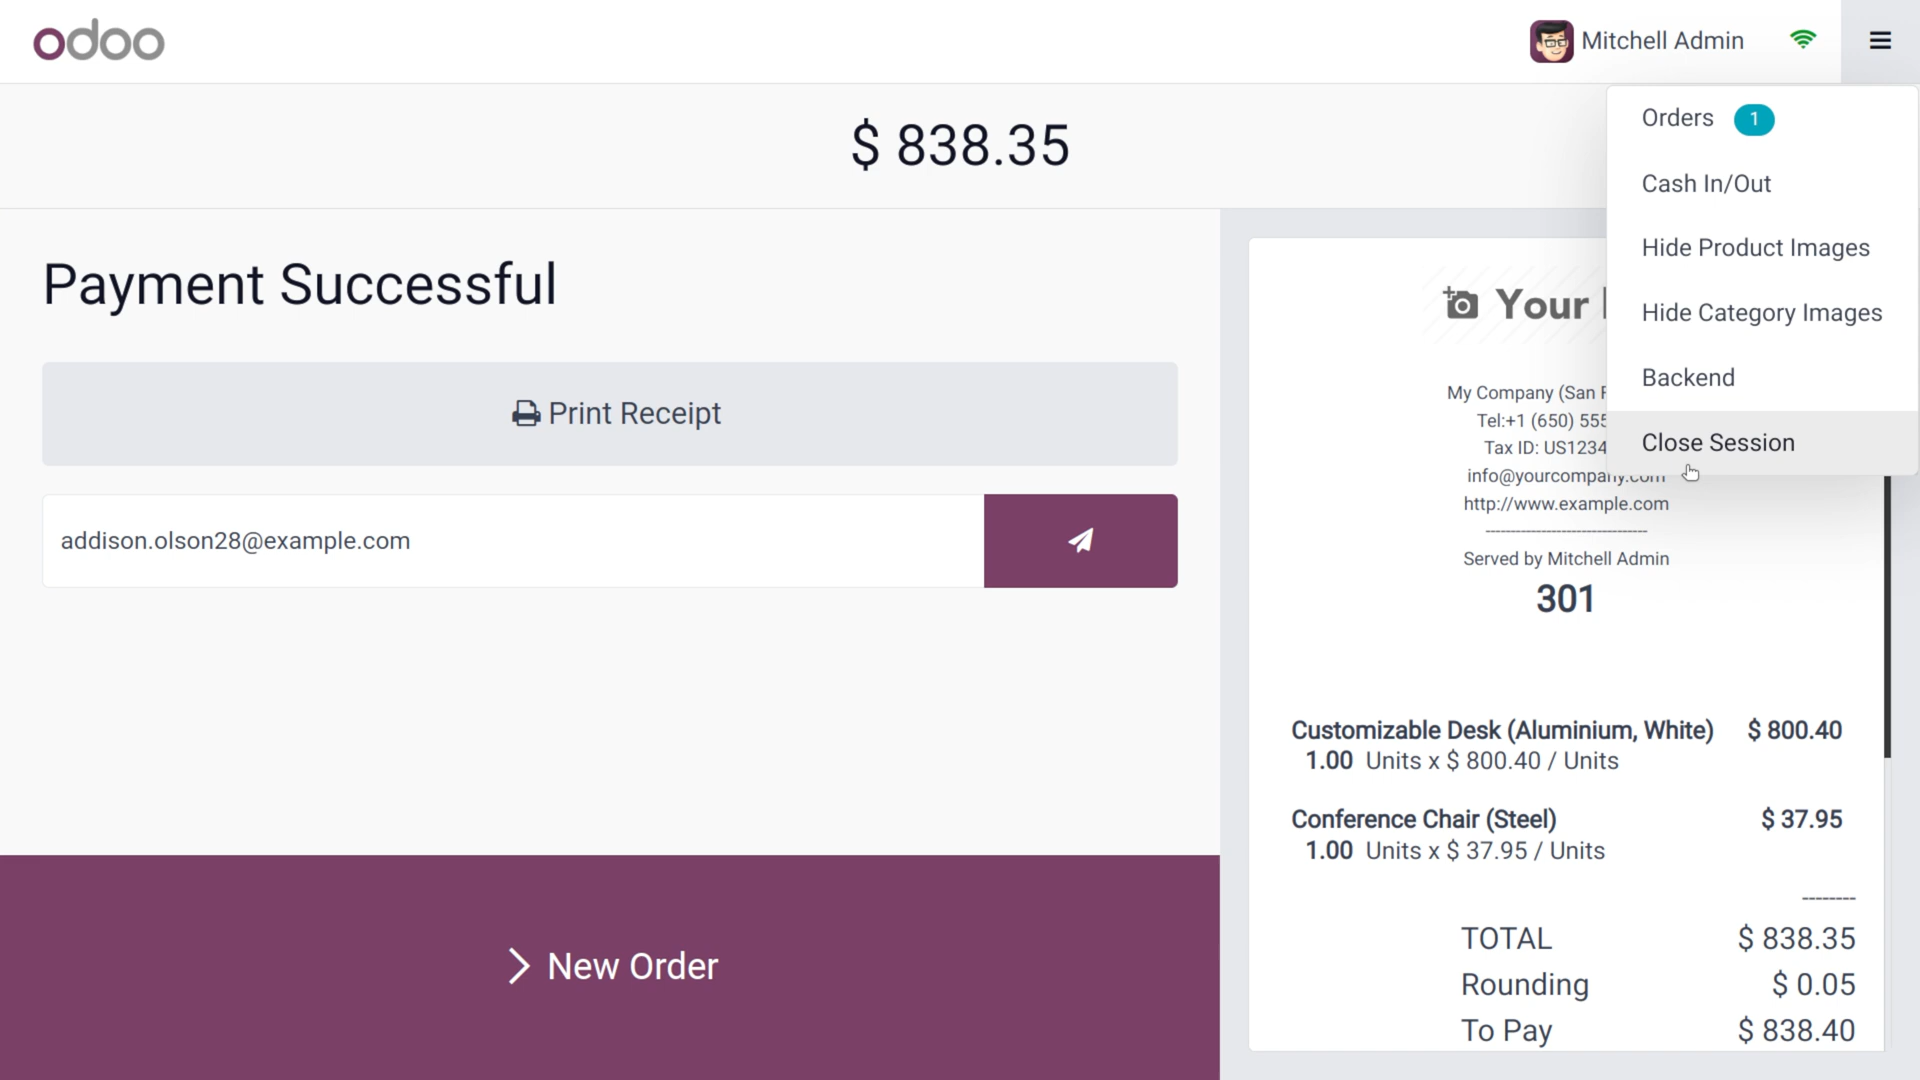 odoo
Mitchell Admin
$ 838.35
Orders 1
Cash In/Out
Hide Product Images
Hide Category Images
Backend
Close Session
Payment Successful
Print Receipt
addison.olson28@example.com
New Order
Your
My Company (San
Tel:+1 (650) 555
Tax ID: US1234
info@yourcompany.com
http://www.example.com
--------------------------------
Served by Mitchell Admin
301
Customizable Desk (Aluminium, White) $ 800.40
1.00 Units x $ 800.40 / Units
Conference Chair (Steel) $ 37.95
1.00 Units x $ 37.95 / Units
--------
TOTAL $ 838.35
Rounding $ 0.05
To Pay $ 838.40